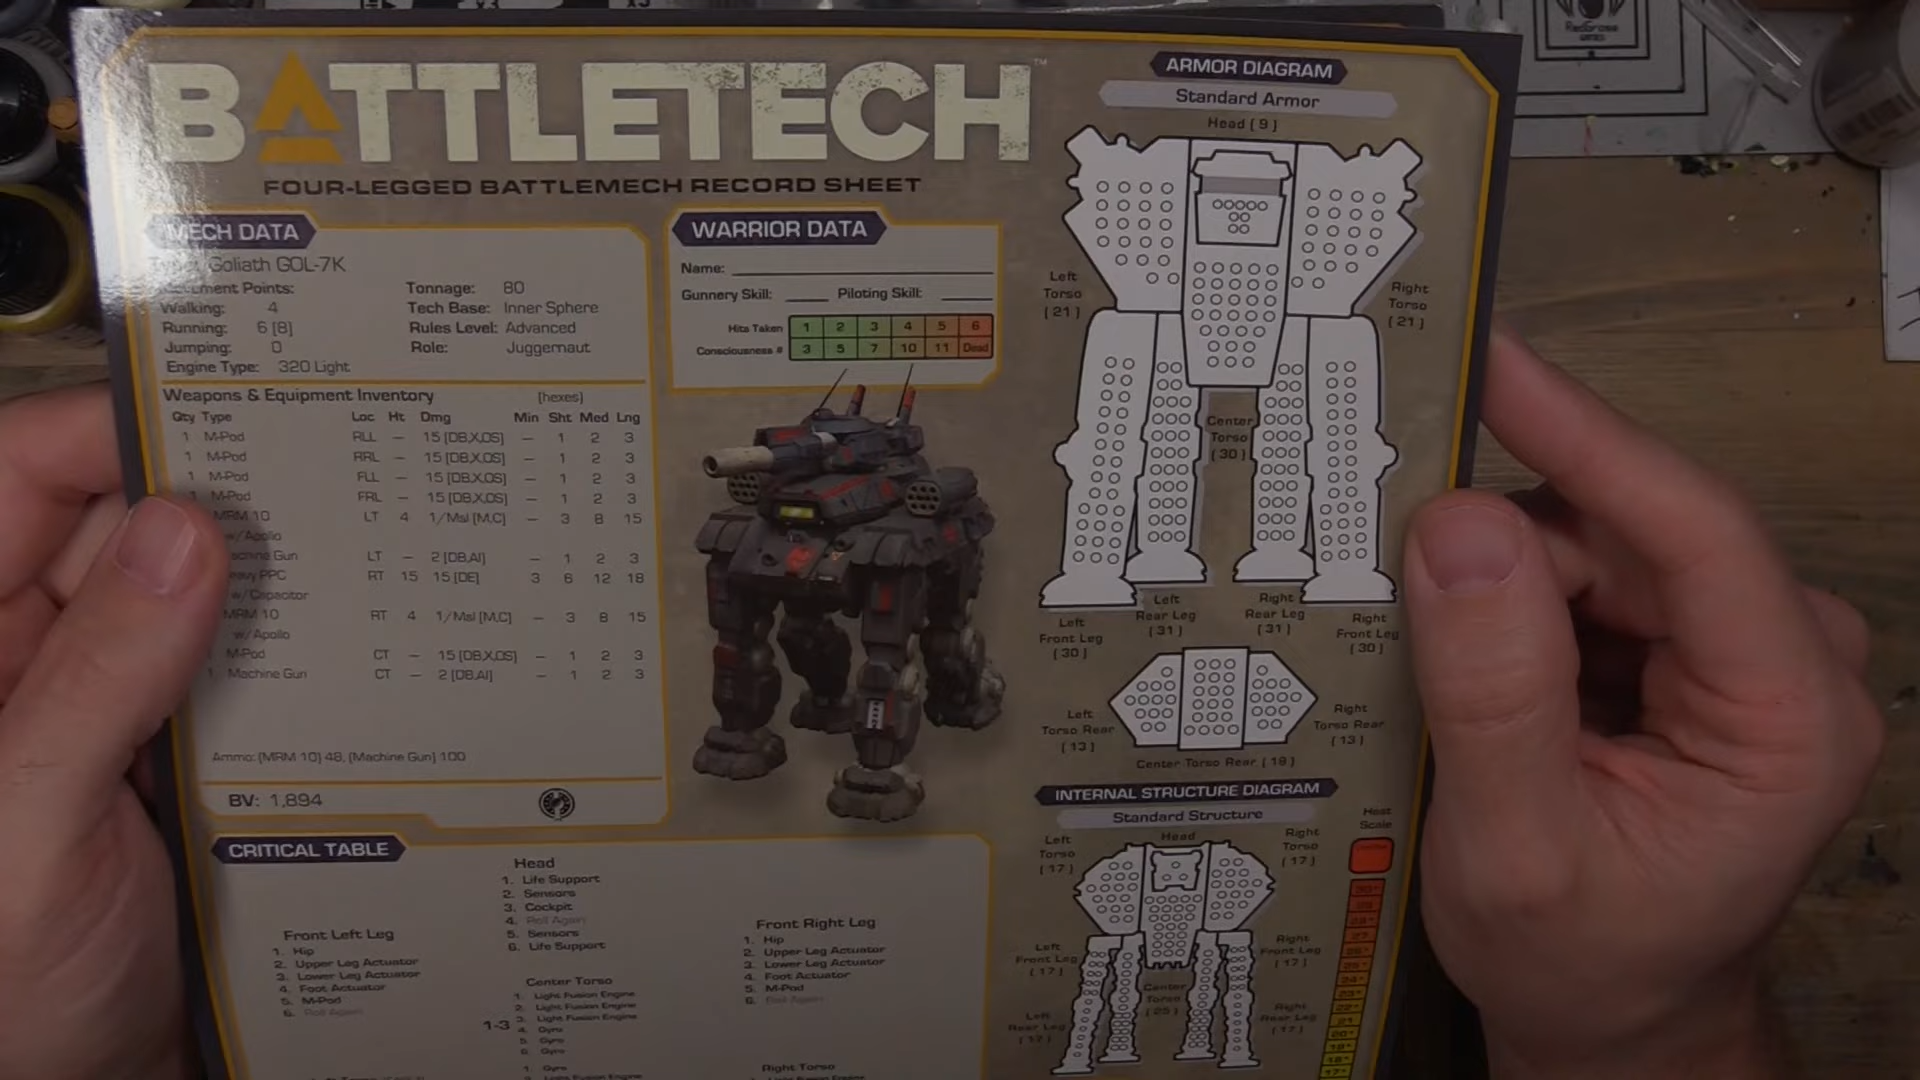 BATTLETECH™
FOUR-LEGGED BATTLEMECH RECORD SHEET
MECH DATA
Goliath GOL-7K
Movement Points:
Walking: 4
Running: 6 [8]
Jumping: 0
Engine Type: 320 Light
Tonnage: 80
Tech Base: Inner Sphere
Rules Level: Advanced
Role: Juggernaut
Weapons & Equipment Inventory [hexes]
Qty Type Loc Ht Dmg Min Sht Med Lng
1 M-Pod RLL — 15 [DB,X,OS] — 1 2 3
1 M-Pod RRL — 15 [DB,X,OS] — 1 2 3
1 M-Pod FLL — 15 [DB,X,OS] — 1 2 3
1 M-Pod FRL — 15 [DB,X,OS] — 1 2 3
MRM 10 LT 4 1/Msl [M,C] — 3 8 15
w/Apollo
achine Gun LT — 2 [DB,AI] — 1 2 3
eavy PPC RT 15 15 [DE] 3 6 12 18
w/Capacitor
MRM 10 RT 4 1/Msl [M,C] — 3 8 15
w/Apollo
M-Pod CT — 15 [DB,X,OS] — 1 2 3
1 Machine Gun CT — 2 [DB,AI] — 1 2 3
Ammo: (MRM 10) 48, (Machine Gun) 100
BV: 1,894
WARRIOR DATA
Name:
Gunnery Skill: Piloting Skill:
Hits Taken 1 2 3 4 5 6
Consciousness # 3 5 7 10 11 Dead
ARMOR DIAGRAM
Standard Armor
Head (9)
Left Torso (21)
Right Torso (21)
Center Torso (30)
Left Front Leg (30)
Left Rear Leg (31)
Right Rear Leg (31)
Right Front Leg (30)
Left Torso Rear (13)
Right Torso Rear (13)
Center Torso Rear (18)
INTERNAL STRUCTURE DIAGRAM
Standard Structure
Head
Left Torso (17)
Right Torso (17)
Left Front Leg (17)
Right Front Leg (17)
Center Torso (25)
Left Rear Leg (17)
Right Rear Leg (17)
Heat Scale
CRITICAL TABLE
Head
1. Life Support
2. Sensors
3. Cockpit
4. Roll Again
5. Sensors
6. Life Support
Front Left Leg
1. Hip
2. Upper Leg Actuator
3. Lower Leg Actuator
4. Foot Actuator
5. M-Pod
6. Roll Again
Front Right Leg
1. Hip
2. Upper Leg Actuator
3. Lower Leg Actuator
4. Foot Actuator
5. M-Pod
6. Roll Again
Center Torso
1. Light Fusion Engine
2. Light Fusion Engine
3. Light Fusion Engine
1-3 4. Gyro
5. Gyro
6. Gyro
1. Gyro
2. Light Fusion Engine
Right Torso